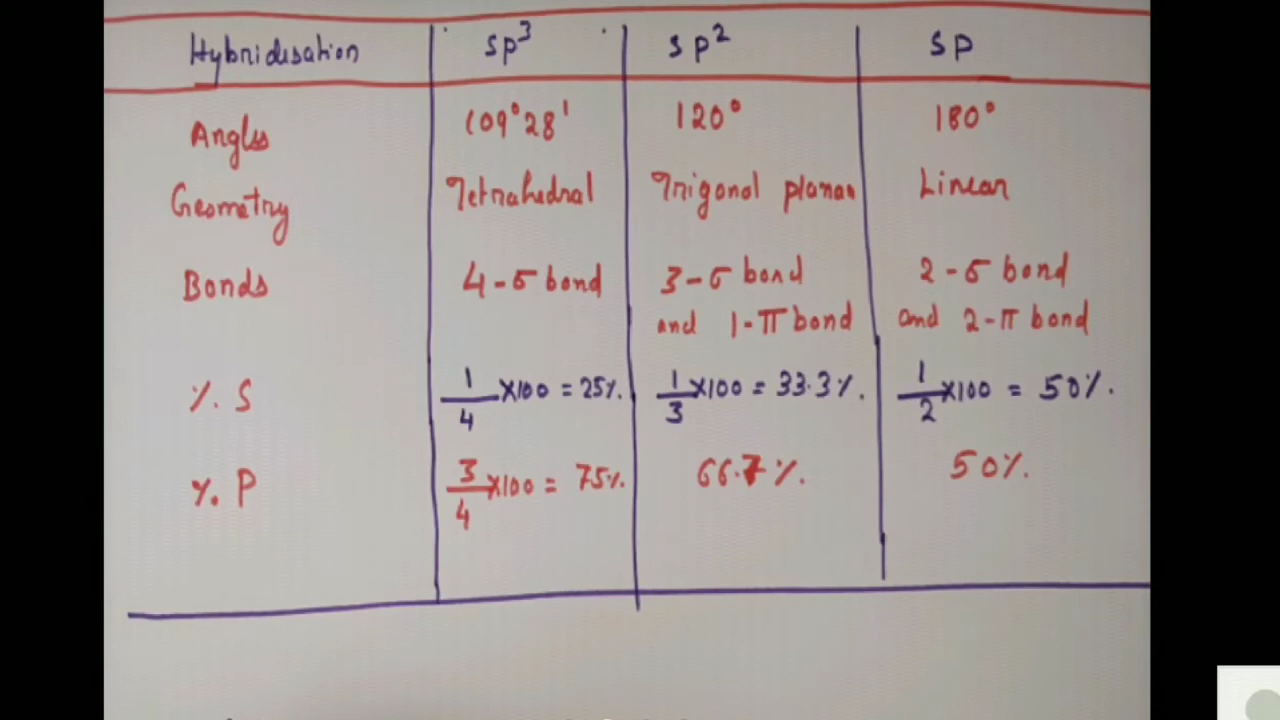 Hybridisation sp³ sp² sp
Angles 109°28' 120° 180°
Geometry Tetrahedral Trigonal planar Linear
Bonds 4-σ bond 3-σ bond 2-σ bond
and 1-π bond and 2-π bond
%. S 1/4 ×100 = 25%. 1/3 ×100 = 33.3%. 1/2 ×100 = 50%.
%. P 3/4 ×100 = 75%. 66.7%. 50%.